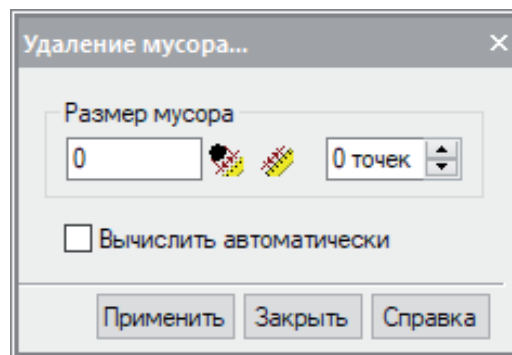 Удаление мусора...
Размер мусора
0 0 точек
Вычислить автоматически
Применить Закрыть Справка